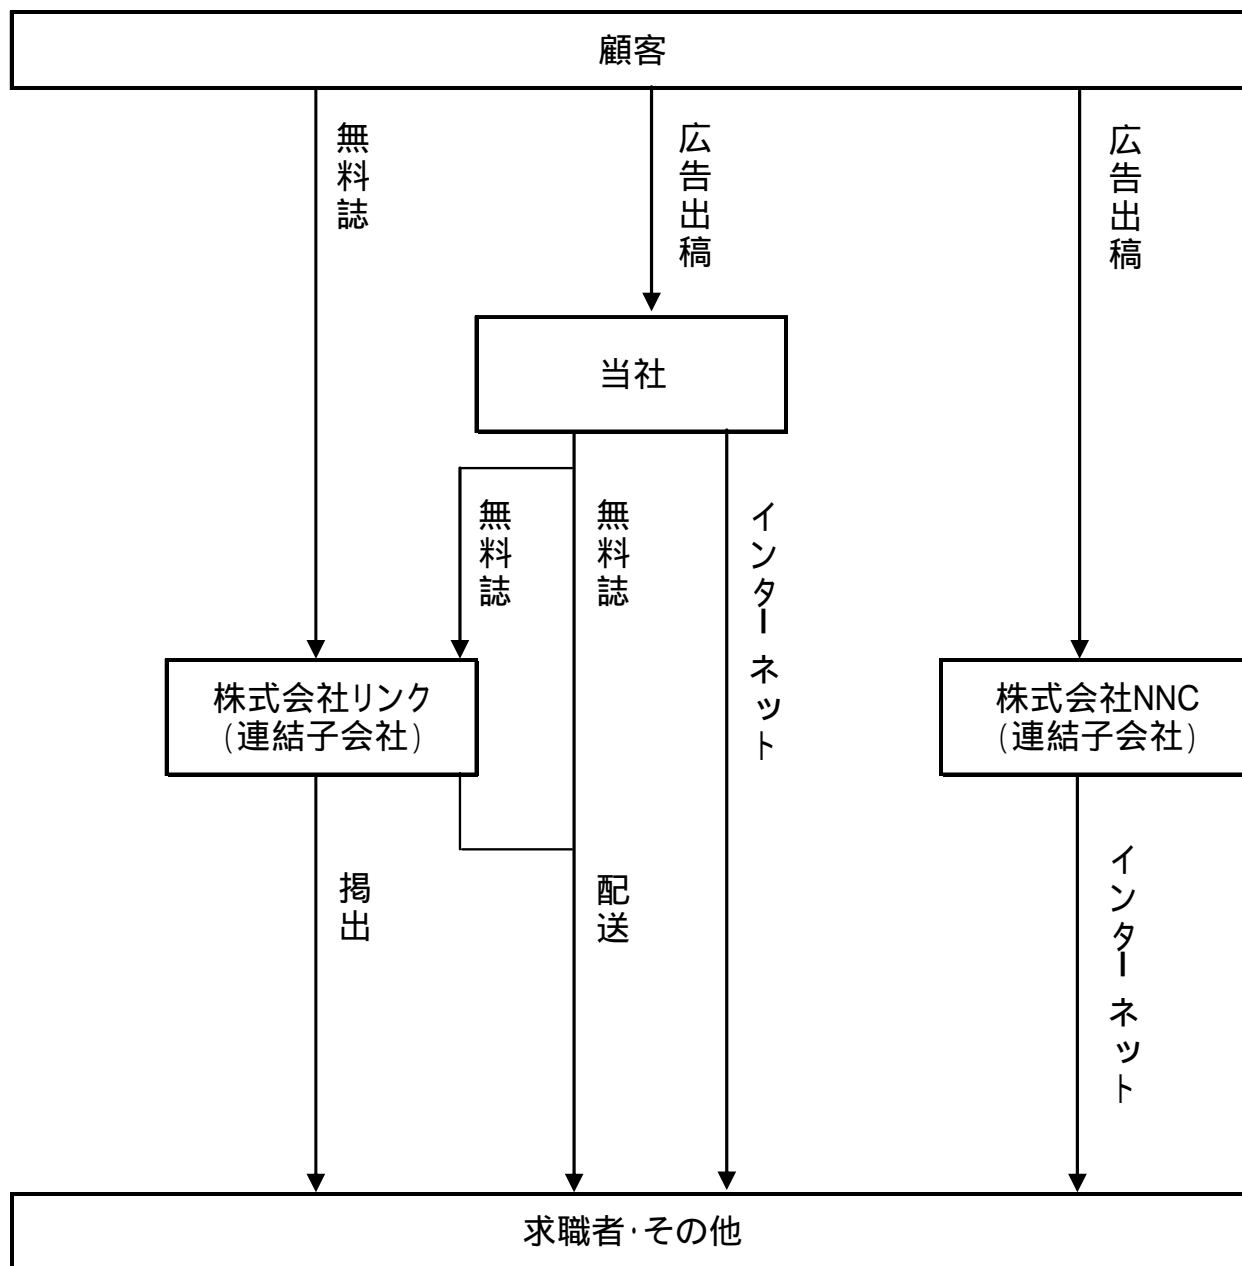 顧客
無料誌
広告出稿
広告出稿
当社
無料誌
無料誌
インターネット
株式会社リンク
(連結子会社)
株式会社NNC
(連結子会社)
掲出
配送
インターネット
求職者・その他